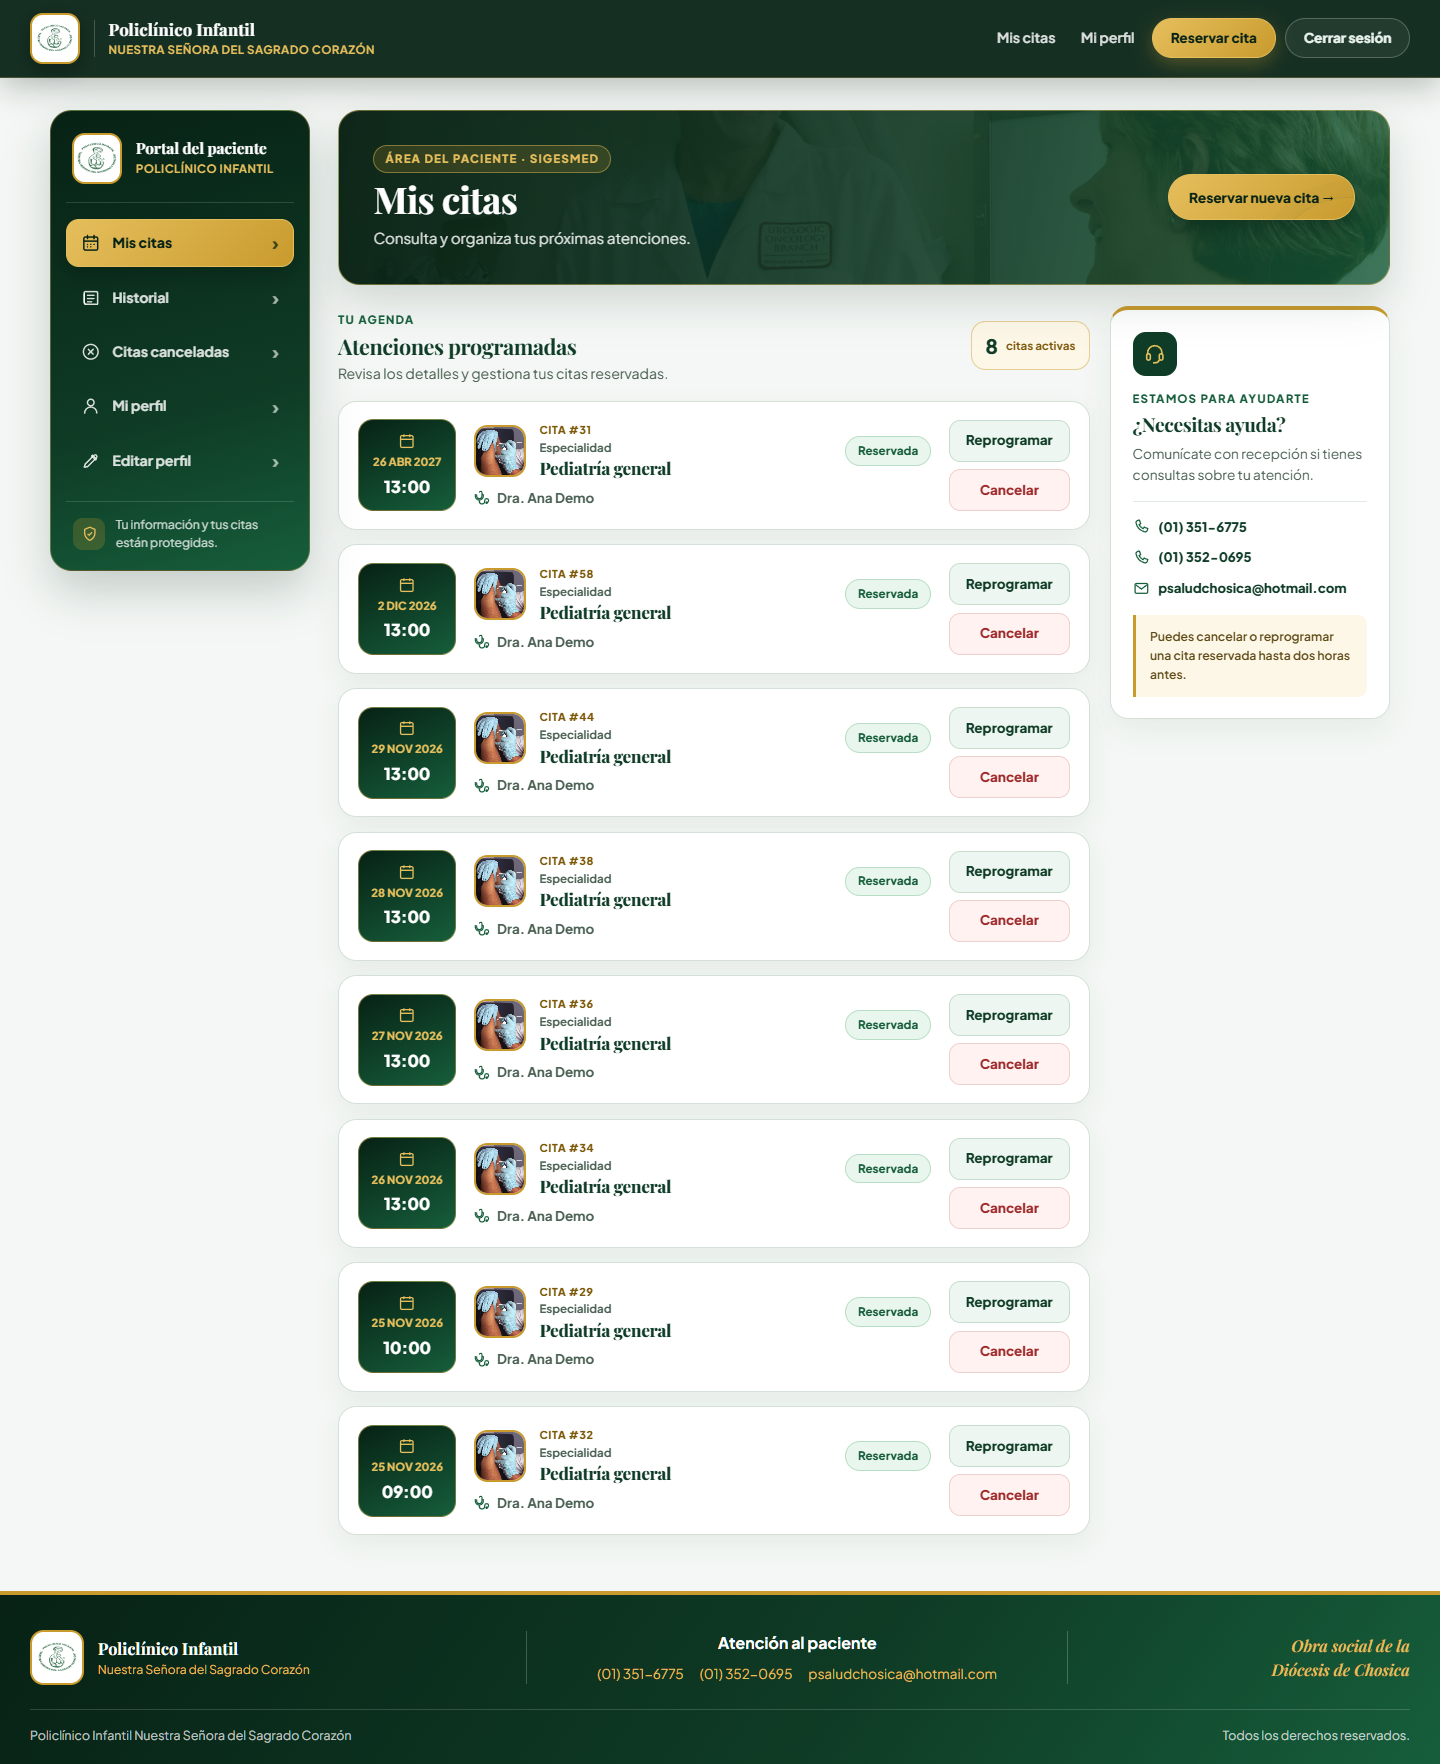 Policlínico Infantil
NUESTRA SEÑORA DEL SAGRADO CORAZÓN
Mis citas
Mi perfil
Reservar cita
Cerrar sesión
Portal del paciente
POLICLÍNICO INFANTIL
Mis citas
Historial
Citas canceladas
Mi perfil
Editar perfil
Tu información y tus citas
están protegidas.
ÁREA DEL PACIENTE · SIGESMED
Mis citas
Consulta y organiza tus próximas atenciones.
Reservar nueva cita →
TU AGENDA
Atenciones programadas
Revisa los detalles y gestiona tus citas reservadas.
8 citas activas
26 ABR 2027
13:00
CITA #31
Especialidad
Pediatría general
Dra. Ana Demo
Reservada
Reprogramar
Cancelar
2 DIC 2026
13:00
CITA #58
Especialidad
Pediatría general
Dra. Ana Demo
Reservada
Reprogramar
Cancelar
29 NOV 2026
13:00
CITA #44
Especialidad
Pediatría general
Dra. Ana Demo
Reservada
Reprogramar
Cancelar
28 NOV 2026
13:00
CITA #38
Especialidad
Pediatría general
Dra. Ana Demo
Reservada
Reprogramar
Cancelar
27 NOV 2026
13:00
CITA #36
Especialidad
Pediatría general
Dra. Ana Demo
Reservada
Reprogramar
Cancelar
26 NOV 2026
13:00
CITA #34
Especialidad
Pediatría general
Dra. Ana Demo
Reservada
Reprogramar
Cancelar
25 NOV 2026
10:00
CITA #29
Especialidad
Pediatría general
Dra. Ana Demo
Reservada
Reprogramar
Cancelar
25 NOV 2026
09:00
CITA #32
Especialidad
Pediatría general
Dra. Ana Demo
Reservada
Reprogramar
Cancelar
ESTAMOS PARA AYUDARTE
¿Necesitas ayuda?
Comunícate con recepción si tienes
consultas sobre tu atención.
(01) 351-6775
(01) 352-0695
psaludchosica@hotmail.com
Puedes cancelar o reprogramar
una cita reservada hasta dos horas
antes.
Policlínico Infantil
Nuestra Señora del Sagrado Corazón
Atención al paciente
(01) 351-6775 (01) 352-0695 psaludchosica@hotmail.com
Obra social de la
Diócesis de Chosica
Policlínico Infantil Nuestra Señora del Sagrado Corazón
Todos los derechos reservados.